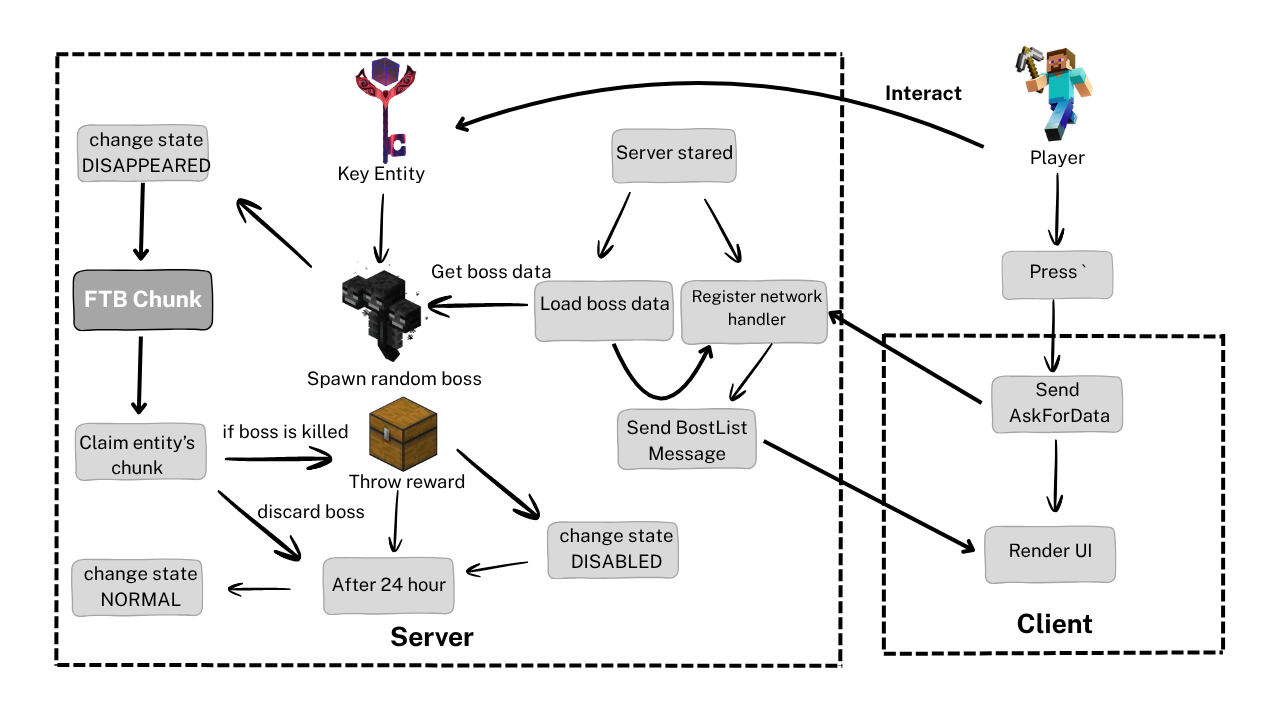 Interact
Player
Key Entity
change state
DISAPPEARED
Server stared
FTB Chunk
Get boss data
Load boss data
Register network
handler
Press `
Spawn random boss
Send
AskForData
Claim entity’s
chunk
if boss is killed
Throw reward
Send BostList
Message
discard boss
change state
DISABLED
Render UI
change state
NORMAL
After 24 hour
Server
Client